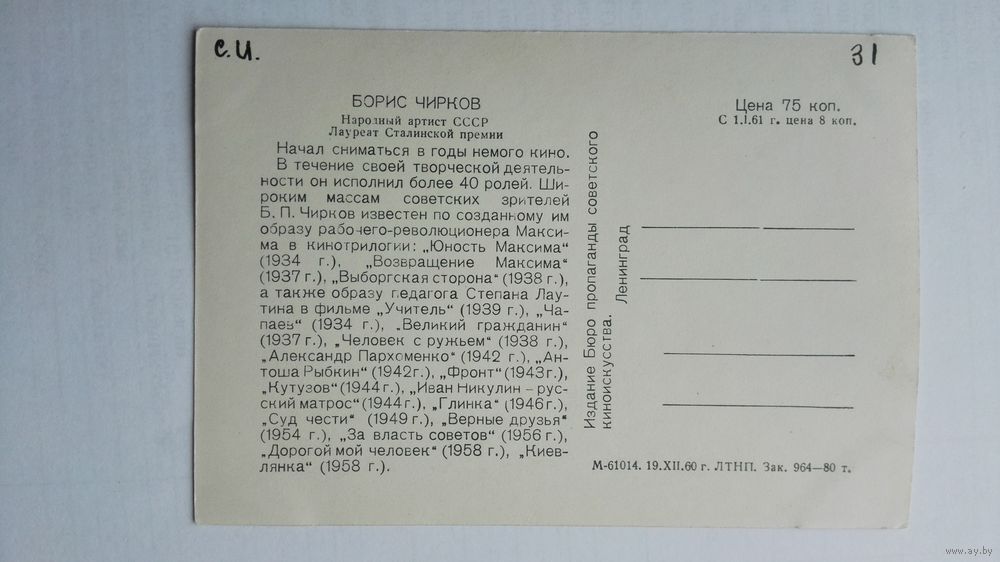 с.и.
31
БОРИС ЧИРКОВ
Народный артист СССР
Лауреат Сталинской премии
Начал сниматься в годы немого кино.
В течение своей творческой деятель-
ности он исполнил более 40 ролей. Ши-
роким массам советских зрителей
Б. П. Чирков известен по созданному им
образу рабочего-революционера Макси-
ма в кинотрилогии: „Юность Максима“
(1934 г.), „Возвращение Максима“
(1937 г.), „Выборгская сторона“ (1938 г.),
а также образу педагога Степана Лау-
тина в фильме „Учитель“ (1939 г.), „Ча-
паев“ (1934 г.), „Великий гражданин“
(1937 г.), „Человек с ружьем“ (1938 г.),
„Александр Пархоменко“ (1942 г.), „Ан-
тоша Рыбкин“ (1942г.), „Фронт“ (1943г.),
„Кутузов“ (1944 г.), „Иван Никулин – рус-
ский матрос“ (1944 г.), „Глинка“ (1946г.),
„Суд чести“ (1949 г.), „Верные друзья“
(1954 г.), „За власть советов“ (1956 г.),
„Дорогой мой человек“ (1958 г.), „Киев-
лянка“ (1958 г.).
Издание Бюро пропаганды советского
киноискусства. Ленинград
Цена 75 коп.
С 1.I.61 г. цена 8 коп.
М-61014. 19.XII.60 г. ЛТНП. Зак. 964—80 т.
www.ay.by